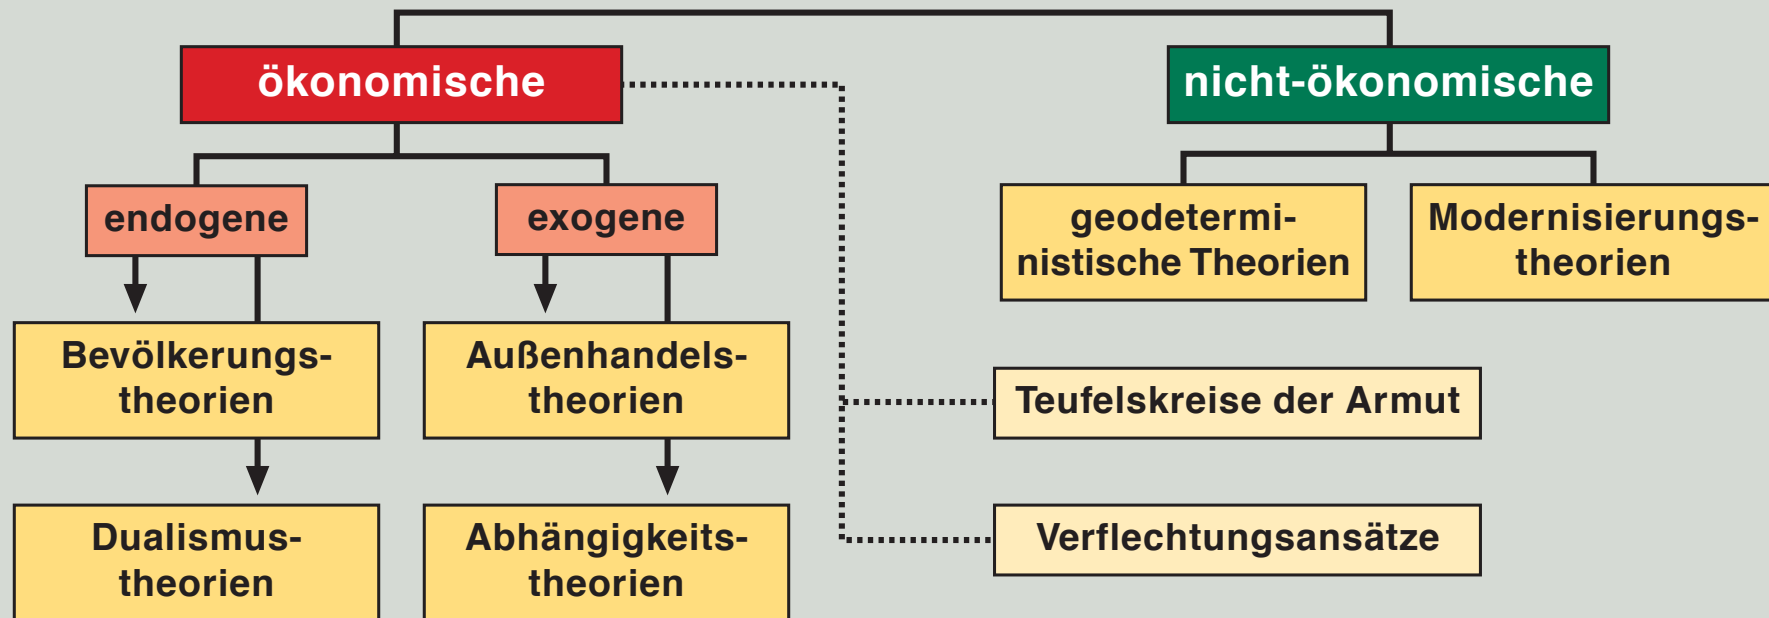 ökonomische
nicht-ökonomische
endogene
exogene
geodetermi-
nistische Theorien
Modernisierungs-
theorien
Bevölkerungs-
theorien
Außenhandels-
theorien
Teufelskreise der Armut
Dualismus-
theorien
Abhängigkeits-
theorien
Verflechtungsansätze